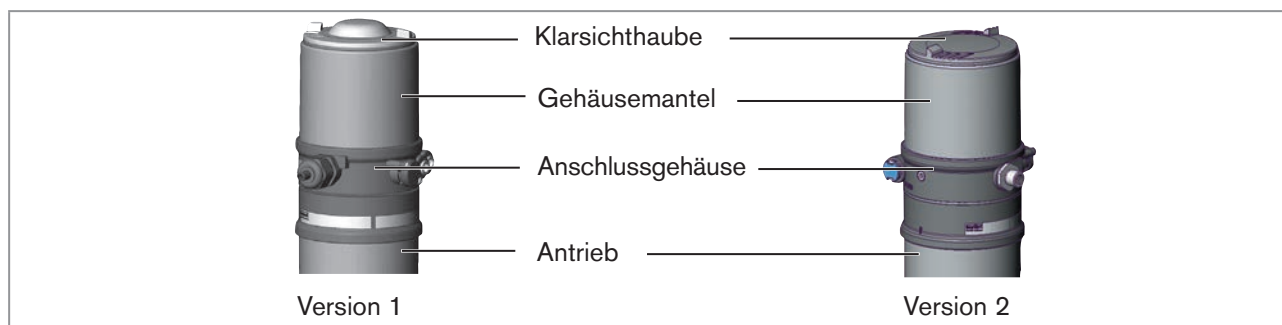 Klarsichthaube
Gehäusemantel
Anschlussgehäuse
Antrieb
Version 1
Version 2